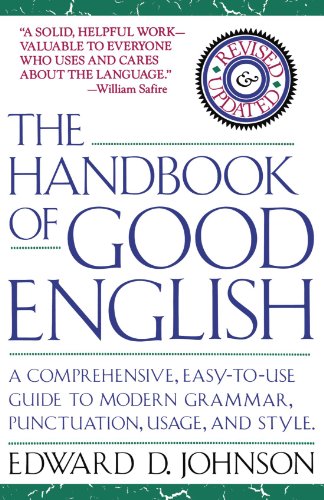 "A SOLID, HELPFUL WORK—
VALUABLE TO EVERYONE
WHO USES AND CARES
ABOUT THE LANGUAGE."
—William Safire
REVISED
&
UPDATED
THE
HANDBOOK
OF GOOD
ENGLISH
A COMPREHENSIVE, EASY-TO-USE
GUIDE TO MODERN GRAMMAR,
PUNCTUATION, USAGE, AND STYLE.
EDWARD D. JOHNSON